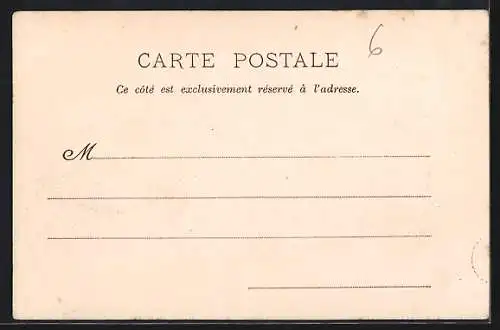 6
CARTE POSTALE
Ce côté est exclusivement réservé à l'adresse.
M